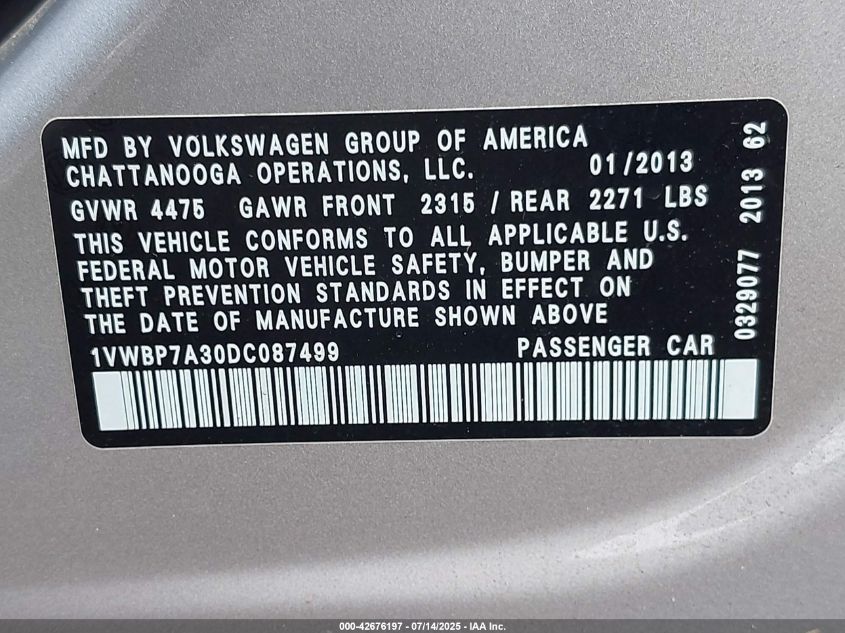 MFD BY VOLKSWAGEN GROUP OF AMERICA
CHATTANOOGA OPERATIONS, LLC. 01/2013
GVWR 4475 GAWR FRONT 2315 / REAR 2271 LBS
THIS VEHICLE CONFORMS TO ALL APPLICABLE U.S.
FEDERAL MOTOR VEHICLE SAFETY, BUMPER AND
THEFT PREVENTION STANDARDS IN EFFECT ON
THE DATE OF MANUFACTURE SHOWN ABOVE
1VWBP7A30DC087499 PASSENGER CAR
0329077 2013 62
000-42676197 - 07/14/2025 - IAA Inc.